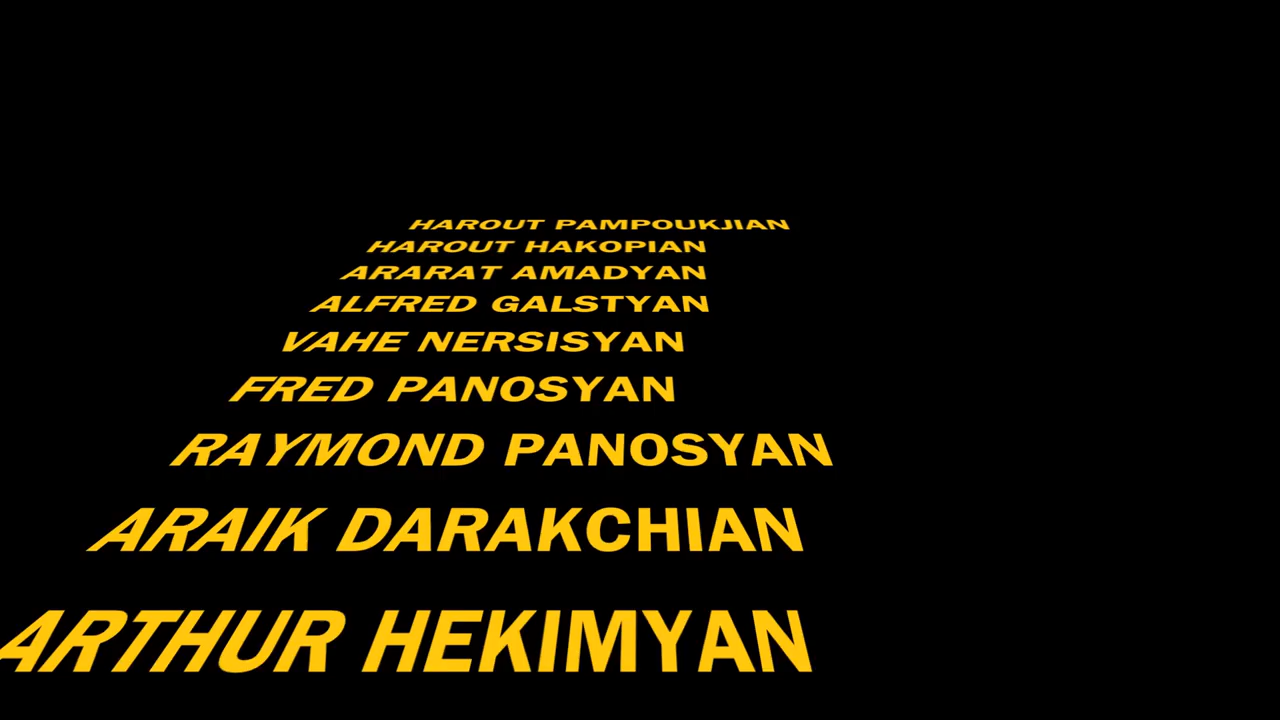 HAROUT PAMPOUKJIAN
HAROUT HAKOPIAN
ARARAT AMADYAN
ALFRED GALSTYAN
VAHE NERSISYAN
FRED PANOSYAN
RAYMOND PANOSYAN
ARAIK DARAKCHIAN
ARTHUR HEKIMYAN